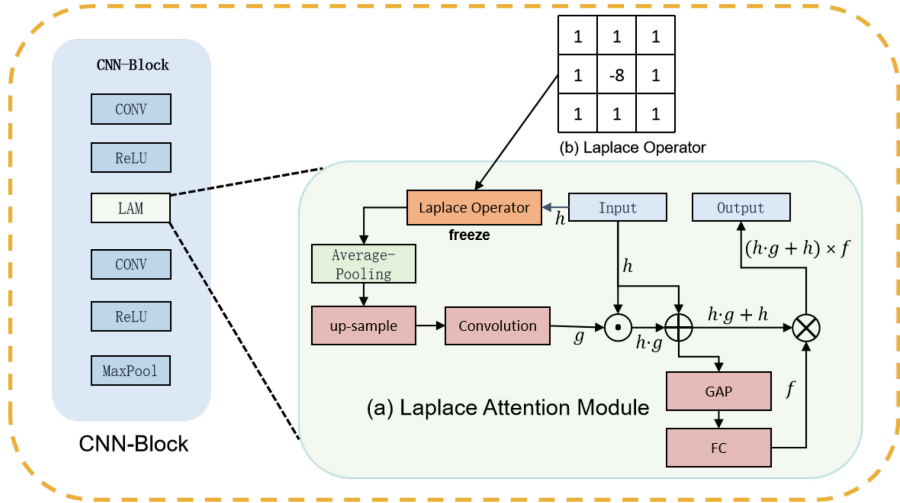 CNN-Block
CONV
ReLU
LAM
CONV
ReLU
MaxPool
CNN-Block
1 1 1
1 -8 1
1 1 1
(b) Laplace Operator
Laplace Operator
freeze
h
Input
Output
Average-
Pooling
h
(h·g + h) × f
up-sample
Convolution
g
h·g
h·g + h
GAP
f
FC
(a) Laplace Attention Module